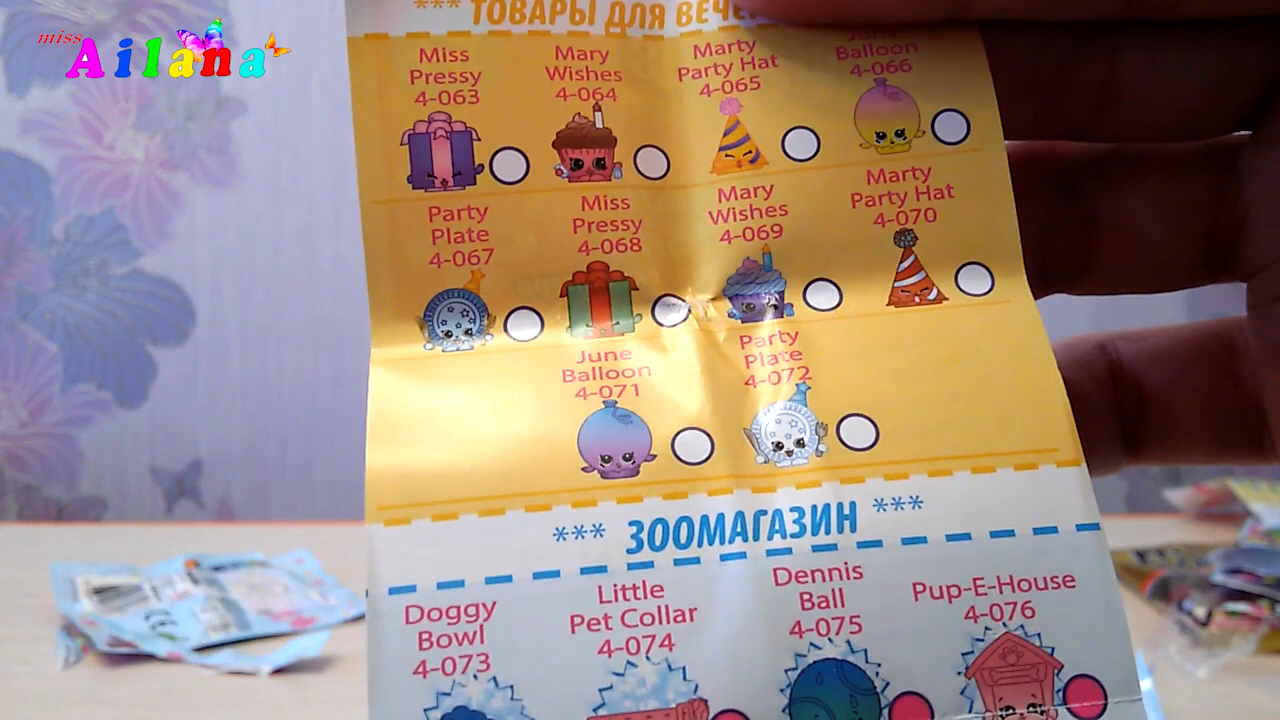 miss
Ailana
*** ТОВАРЫ ДЛЯ
Miss
Pressy
4-063
Mary
Wishes
4-064
Marty
Party Hat
4-065
June
Balloon
4-066
Party
Plate
4-067
Miss
Pressy
4-068
Mary
Wishes
4-069
Marty
Party Hat
4-070
June
Balloon
4-071
Party
Plate
4-072
*** ЗООМАГАЗИН ***
Doggy
Bowl
4-073
Little
Pet Collar
4-074
Dennis
Ball
4-075
Pup-E-House
4-076